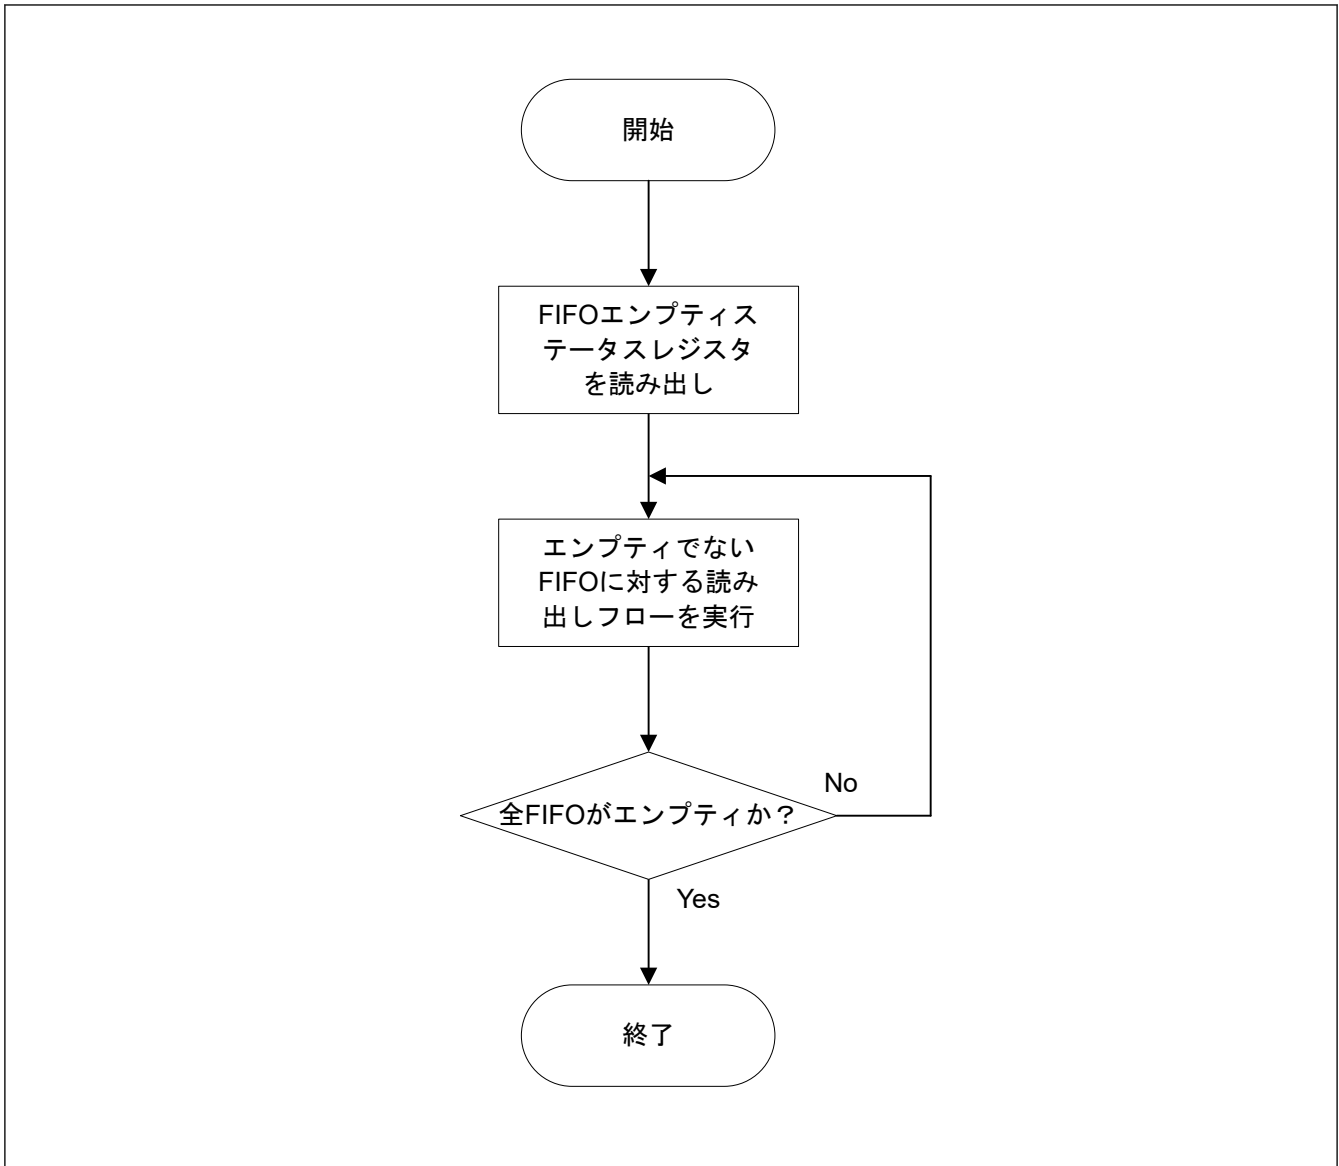 開始
FIFOエンプティス
テータスレジスタ
を読み出し
エンプティでない
FIFOに対する読み
出しフローを実行
No
全FIFOがエンプティか？
Yes
終了